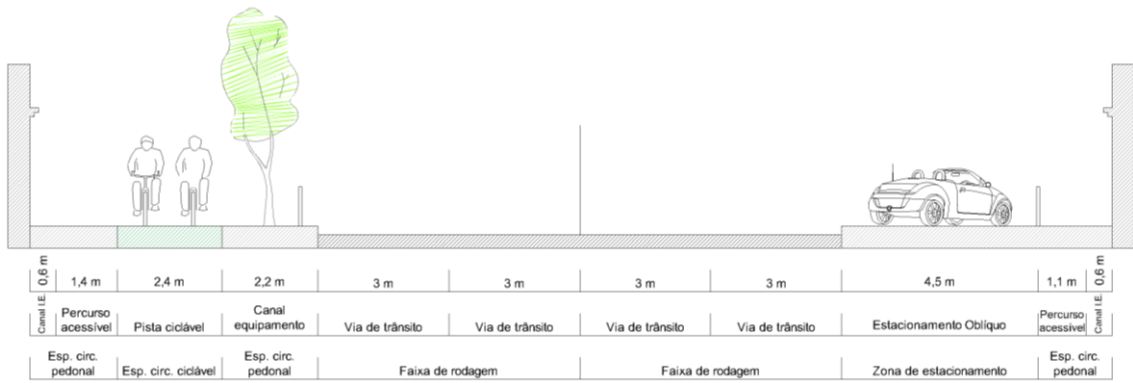 0,6 m
1,4 m
2,4 m
2,2 m
3 m
3 m
3 m
3 m
4,5 m
1,1 m
0,6 m
Canal I.E.
Percurso
acessível
Pista ciclável
Canal
equipamento
Via de trânsito
Via de trânsito
Via de trânsito
Via de trânsito
Estacionamento Oblíquo
Percurso
acessível
Canal I.E.
Esp. circ.
pedonal
Esp. circ. ciclável
Esp. circ.
pedonal
Faixa de rodagem
Faixa de rodagem
Zona de estacionamento
Esp. circ.
pedonal